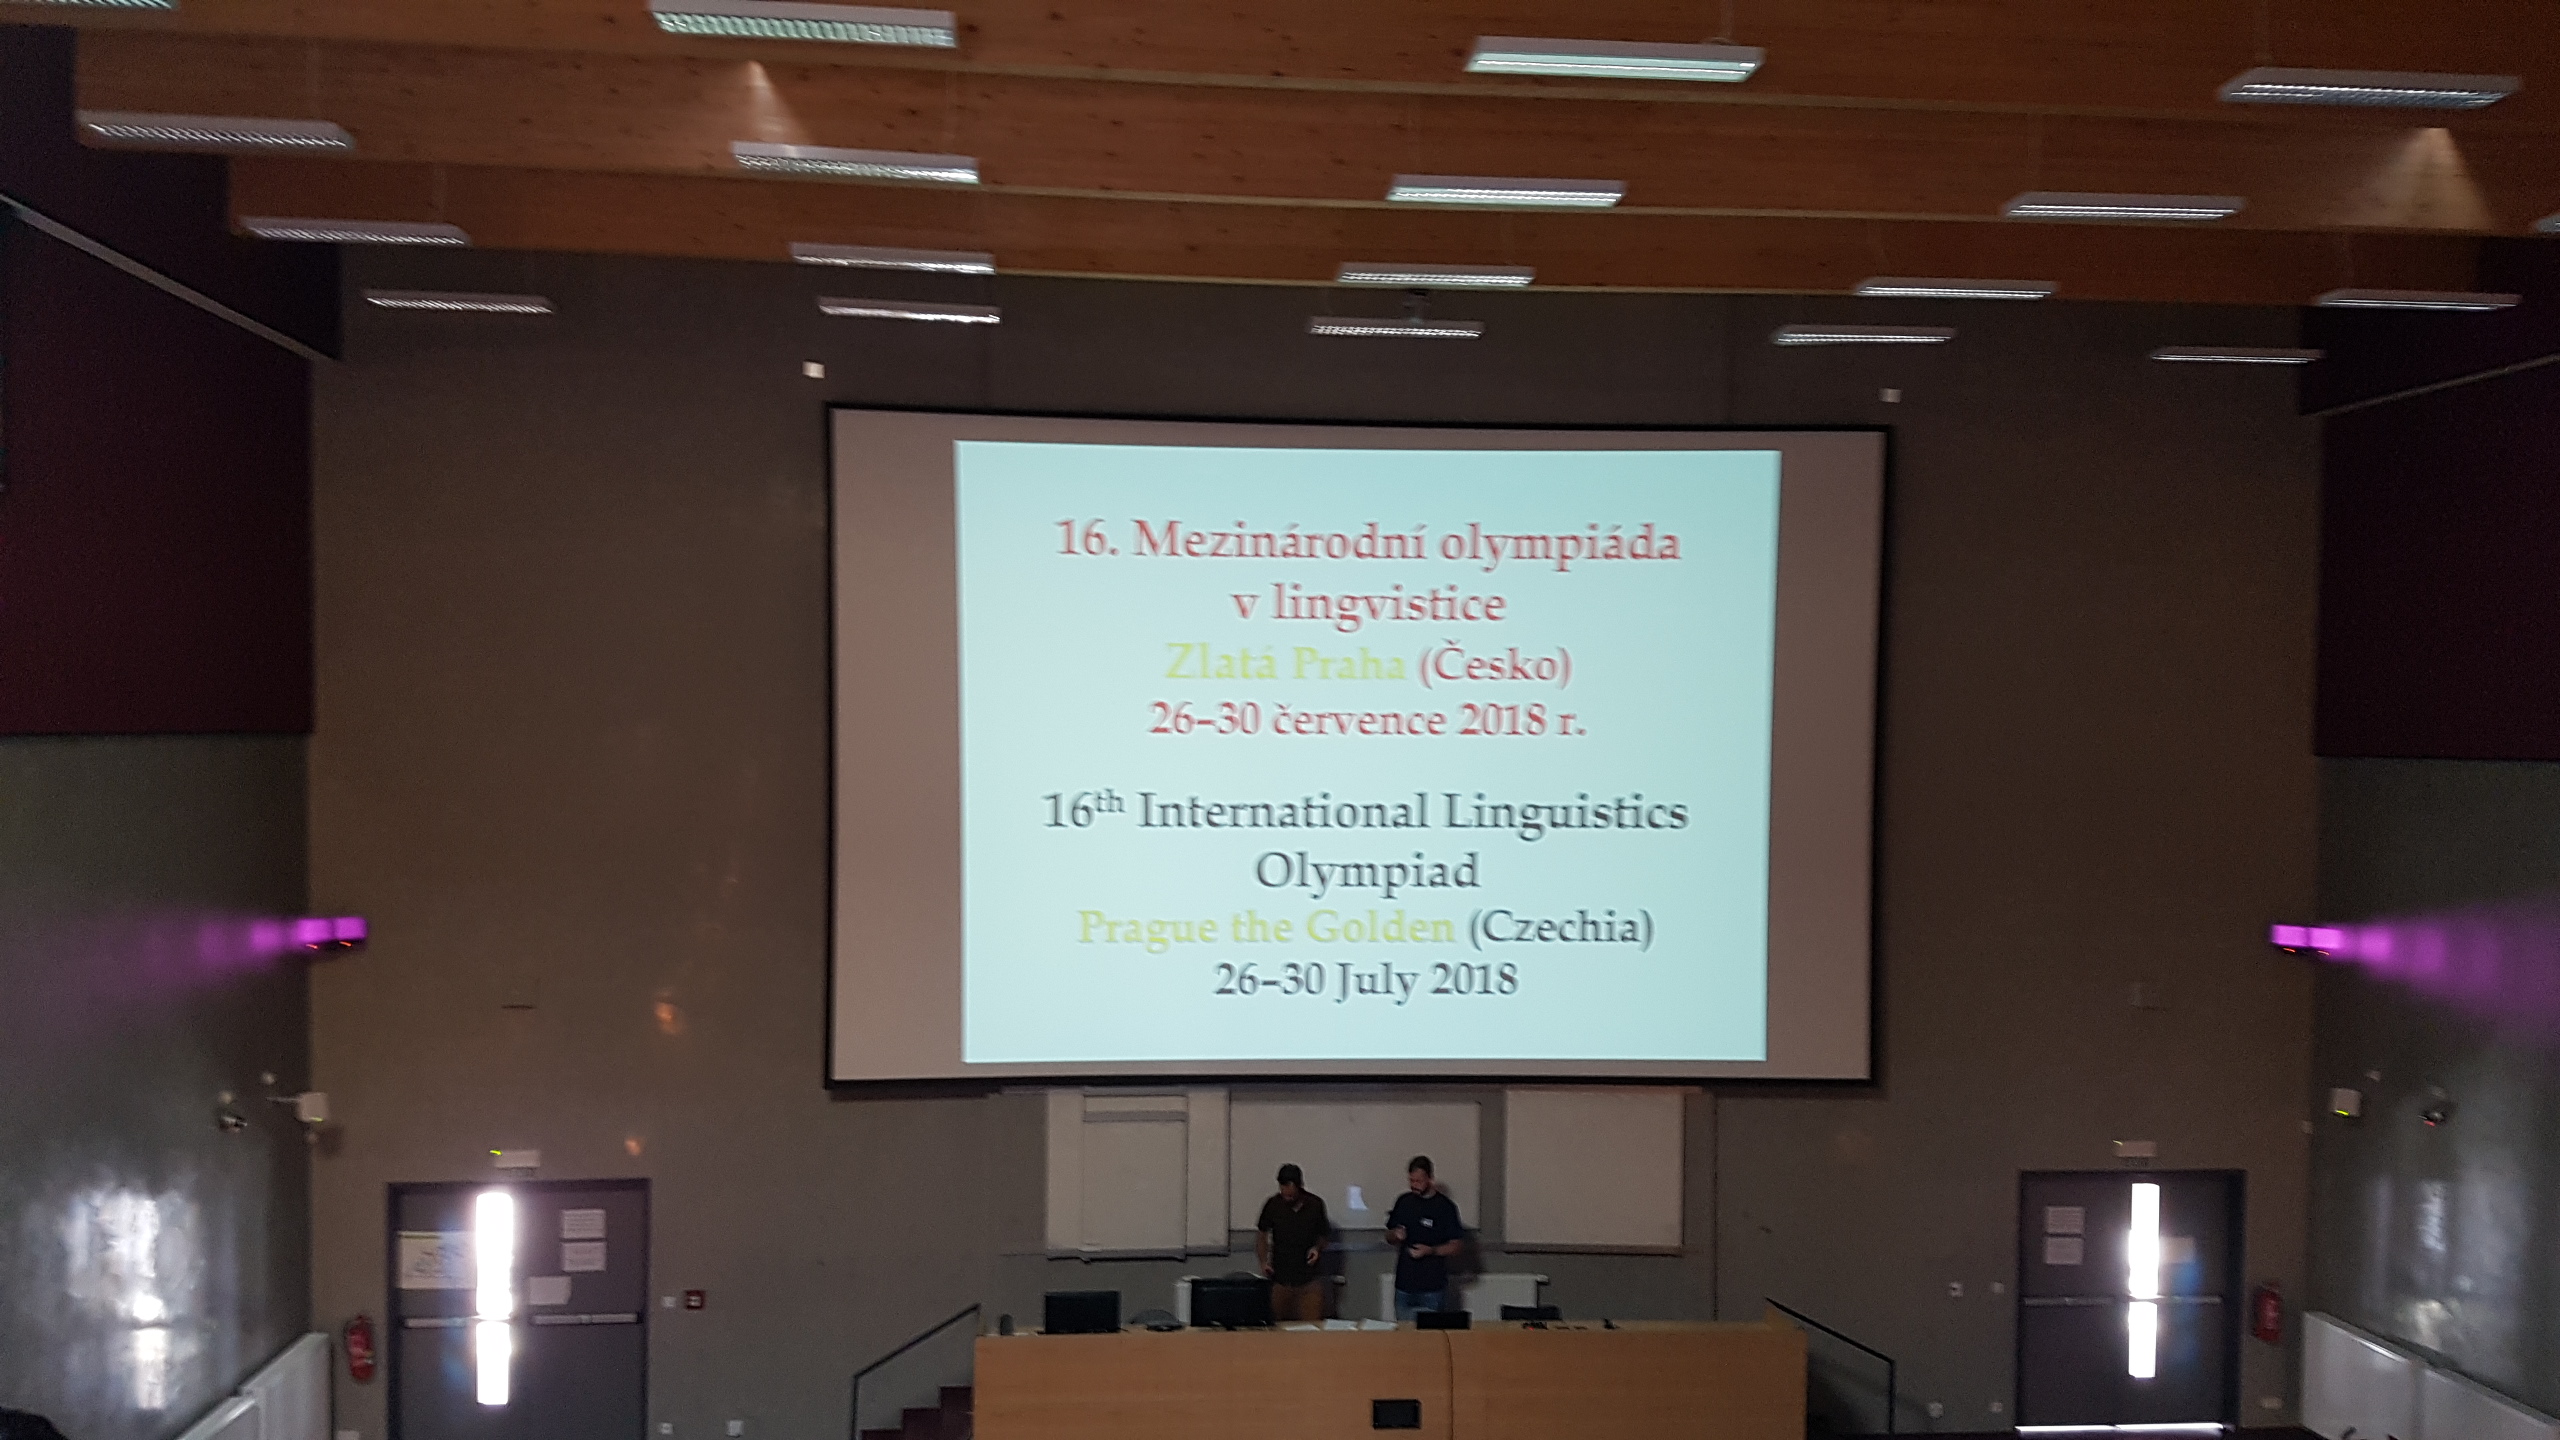 16. Mezinárodní olympiáda
v lingvistice
Zlatá Praha (Česko)
26–30 července 2018 r.
16th International Linguistics
Olympiad
Prague the Golden (Czechia)
26–30 July 2018